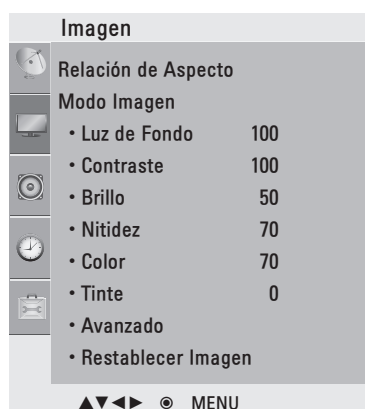 Imagen
Relación de Aspecto
Modo Imagen
• Luz de Fondo 100
• Contraste 100
• Brillo 50
• Nitidez 70
• Color 70
• Tinte 0
• Avanzado
• Restablecer Imagen
▲▼◄► ◉ MENU